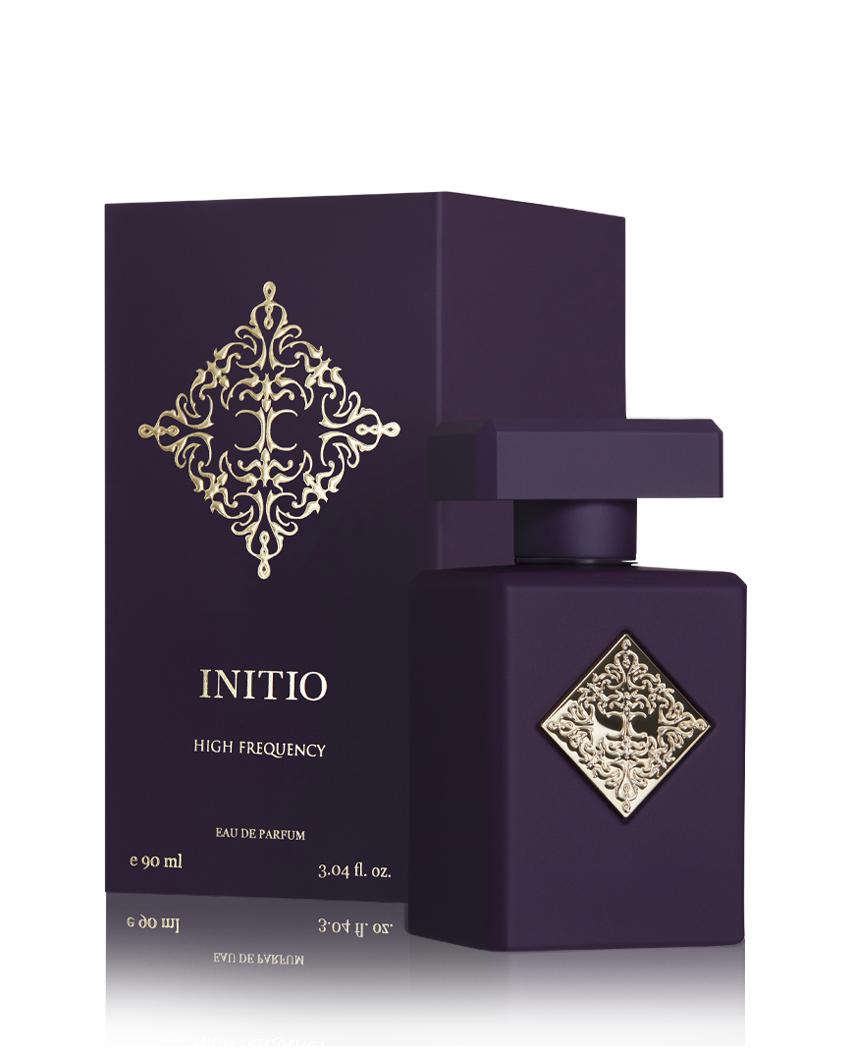 INITIO
HIGH FREQUENCY
EAU DE PARFUM
e 90 ml
3.04 fl. oz.